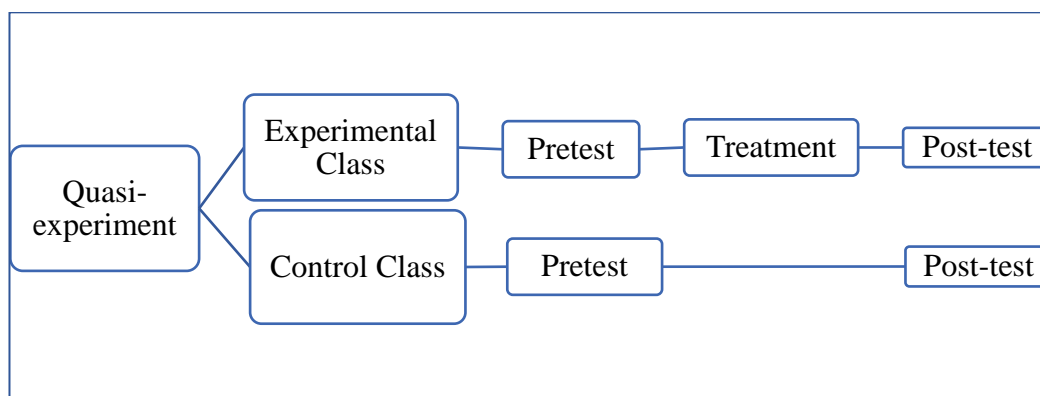 Quasi-
experiment
Experimental
Class
Pretest
Treatment
Post-test
Control Class
Pretest
Post-test